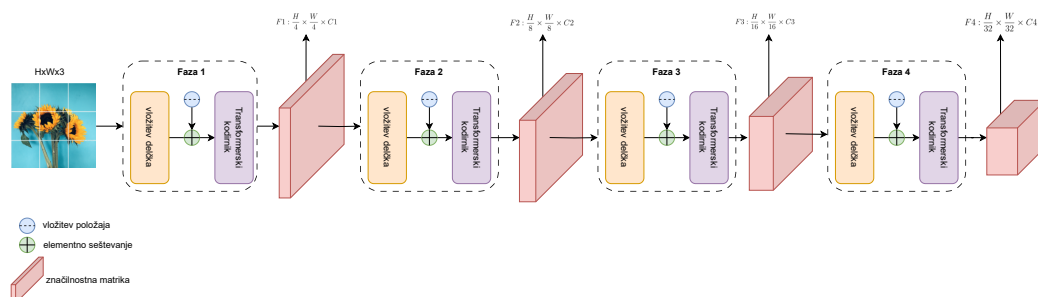 F1 : H/4 × W/4 × C1
F2 : H/8 × W/8 × C2
F3 : H/16 × W/16 × C3
F4 : H/32 × W/32 × C4
HxWx3
Faza 1
vložitev delčka
Transformerski
kodirnik
Faza 2
vložitev delčka
Transformerski
kodirnik
Faza 3
vložitev delčka
Transformerski
kodirnik
Faza 4
vložitev delčka
Transformerski
kodirnik
vložitev položaja
elementno seštevanje
značilnostna matrika